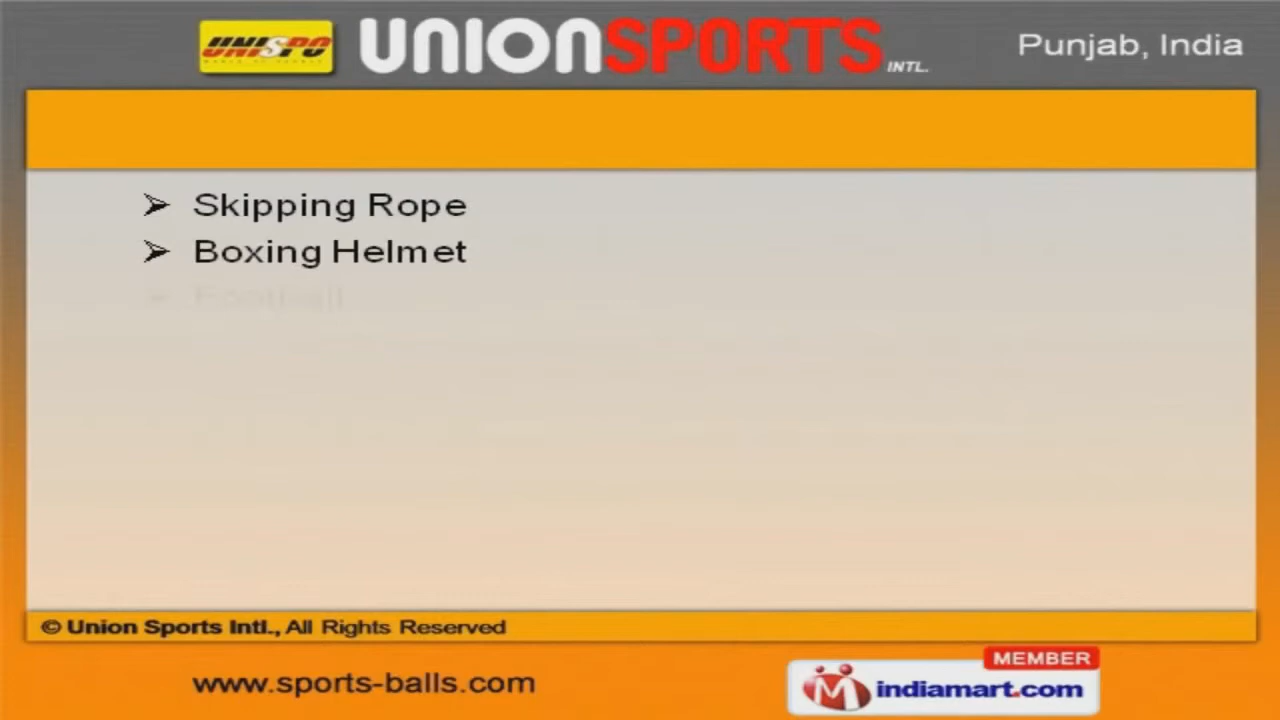 UNISPO
UNIONSPORTS INTL.
Punjab, India
➢ Skipping Rope
➢ Boxing Helmet
➢ Football
© Union Sports Intl., All Rights Reserved
www.sports-balls.com
MEMBER
indiamart.com